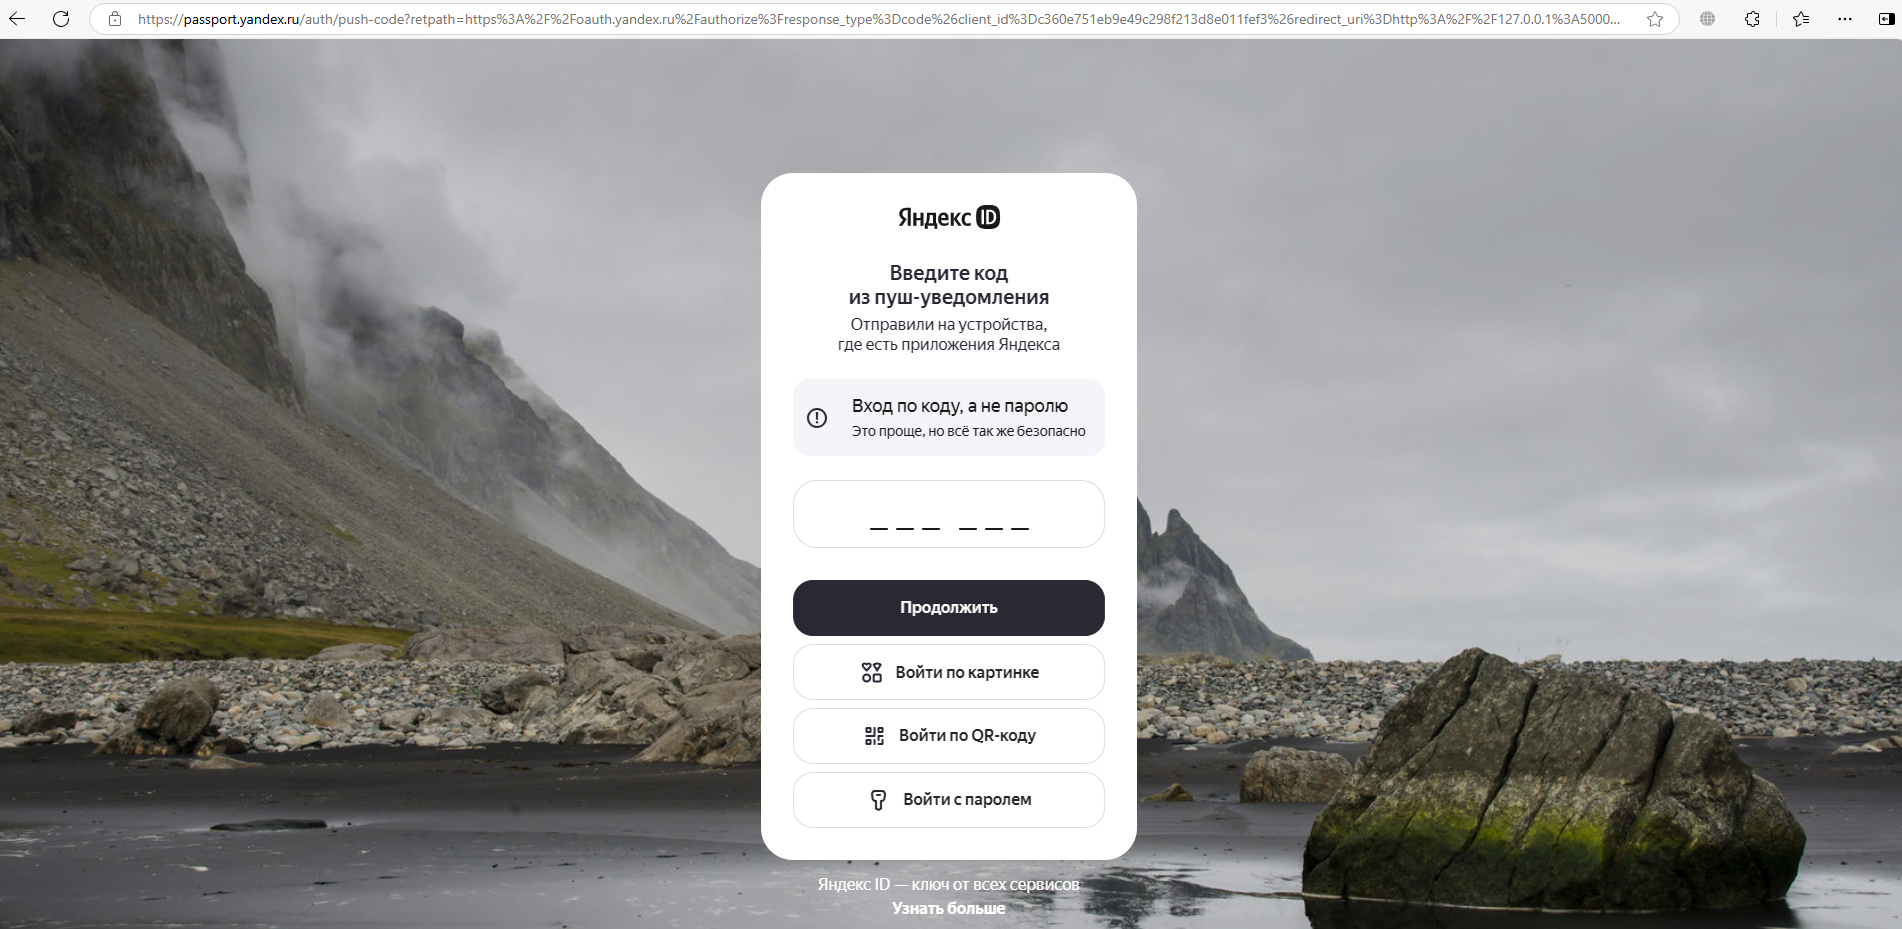 https://passport.yandex.ru/auth/push-code?retpath=https%3A%2F%2Foauth.yandex.ru%2Fauthorize%3Fresponse_type%3Dcode%26client_id%3Dc360e751eb9e49c298f213d8e011fef3%26redirect_uri%3Dhttp%3A%2F%2F127.0.0.1%3A5000...
Яндекс ID
Введите код
из пуш-уведомления
Отправили на устройства,
где есть приложения Яндекса
Вход по коду, а не паролю
Это проще, но всё так же безопасно
Продолжить
Войти по картинке
Войти по QR-коду
Войти с паролем
Яндекс ID — ключ от всех сервисов
Узнать больше